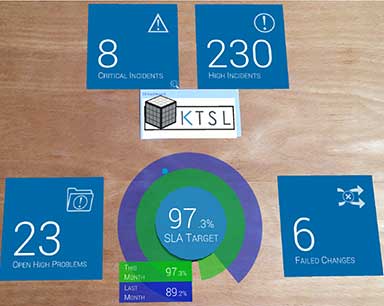 8
CRITICAL INCIDENTS
230
HIGH INCIDENTS
KTSL
23
OPEN HIGH PROBLEMS
97.3%
SLA TARGET
6
FAILED CHANGES
THIS MONTH 97.3%
LAST MONTH 89.2%